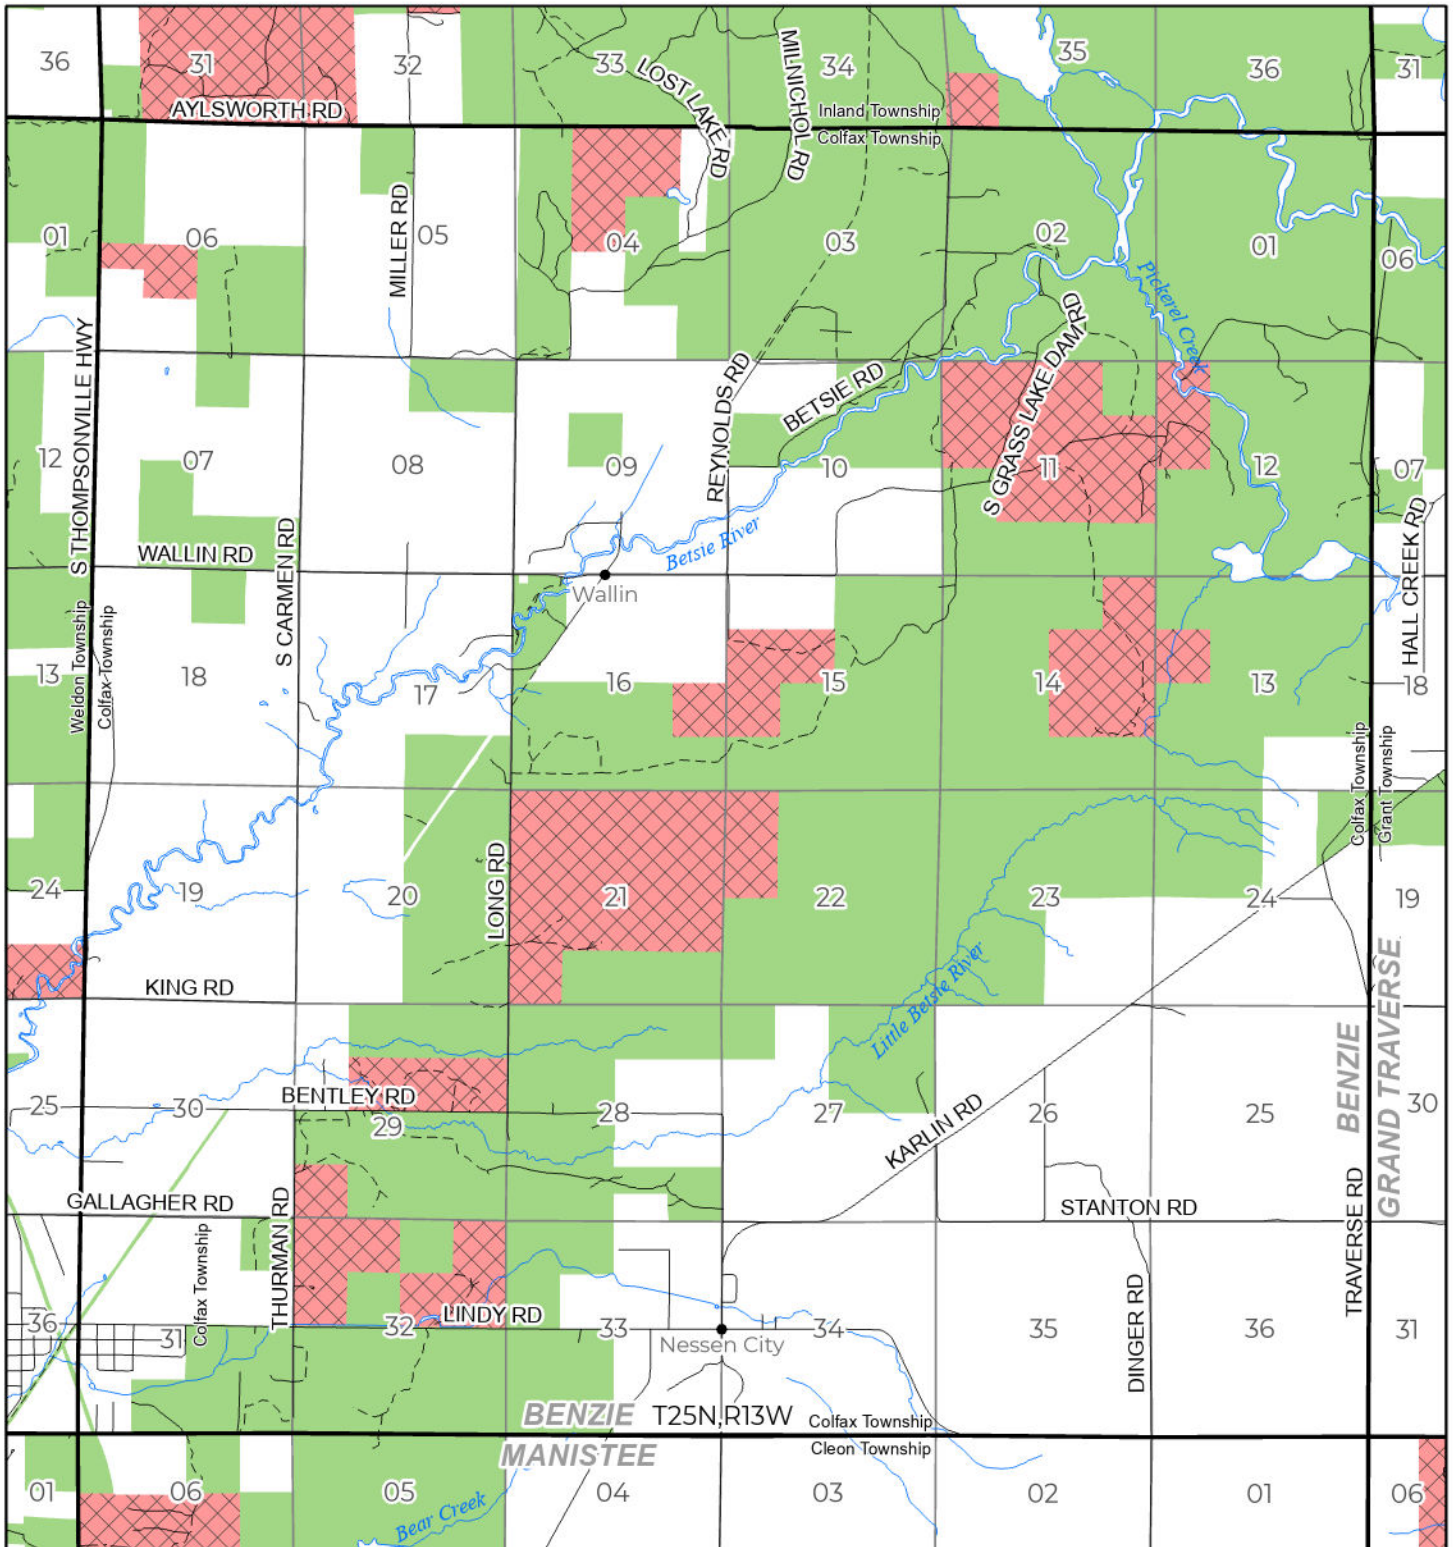 36
31
32
33
34
35
36
31
LOST LAKE RD
MILNICHOL RD
AYLSWORTH RD
Inland Township
Colfax Township
01
06
MILLER RD
05
04
03
02
01
06
Pickerel Creek
S THOMPSONVILLE HWY
REYNOLDS RD
BETSIE RD
S GRASS LAKE DAM RD
12
07
08
09
10
11
12
07
HALL CREEK RD
WALLIN RD
S CARMEN RD
Betsie River
Wallin
Weldon Township
Colfax Township
13
18
17
16
15
14
13
18
Colfax Township
Grant Township
24
19
20
LONG RD
21
22
23
24
19
KING RD
Little Betsie River
BENZIE
GRAND TRAVERSE
BENTLEY RD
25
30
29
28
27
26
25
30
KARLIN RD
GALLAGHER RD
THURMAN RD
STANTON RD
TRAVERSE RD
Colfax Township
DINGER RD
LINDY RD
36
31
32
33
34
35
36
31
Nessen City
BENZIE
T25N,R13W
Colfax Township
MANISTEE
Cleon Township
01
06
05
04
03
02
01
06
Bear Creek